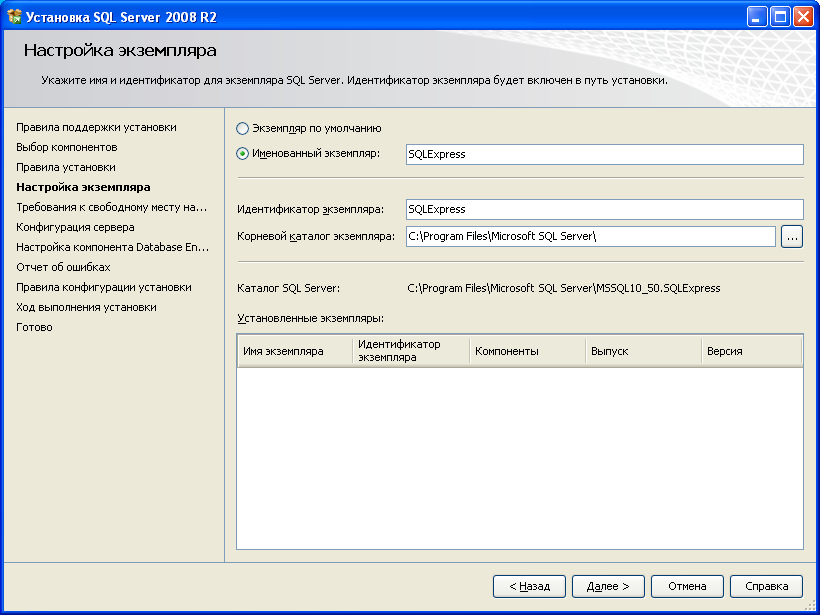 Установка SQL Server 2008 R2
Настройка экземпляра
Укажите имя и идентификатор для экземпляра SQL Server. Идентификатор экземпляра будет включен в путь установки.
Правила поддержки установки
Выбор компонентов
Правила установки
Настройка экземпляра
Требования к свободному месту на...
Конфигурация сервера
Настройка компонента Database En...
Отчет об ошибках
Правила конфигурации установки
Ход выполнения установки
Готово
Экземпляр по умолчанию
Именованный экземпляр: SQLExpress
Идентификатор экземпляра: SQLExpress
Корневой каталог экземпляра: C:\Program Files\Microsoft SQL Server\ ...
Каталог SQL Server: C:\Program Files\Microsoft SQL Server\MSSQL10_50.SQLExpress
Установленные экземпляры:
Имя экземпляра Идентификатор экземпляра Компоненты Выпуск Версия
< Назад Далее > Отмена Справка